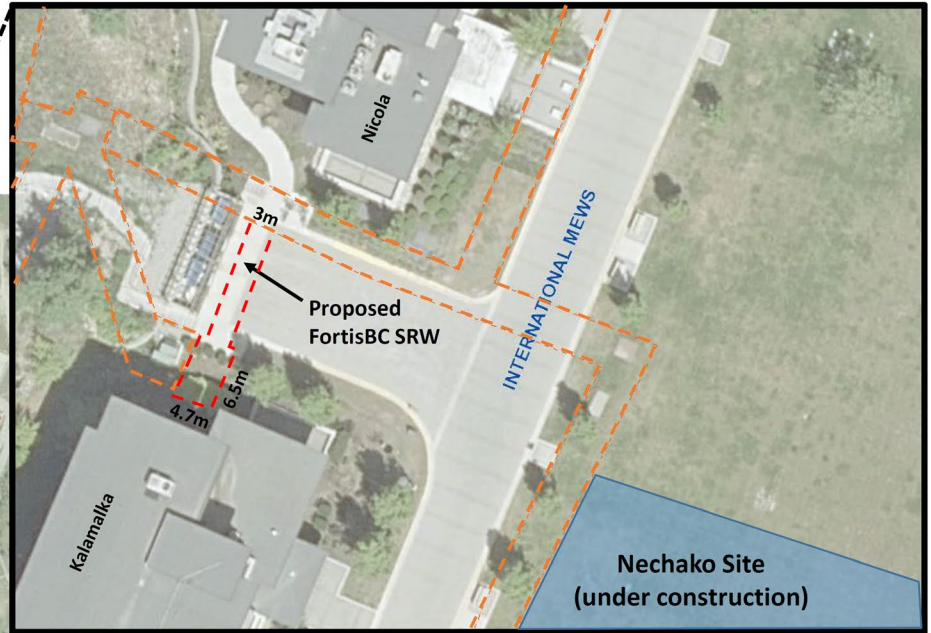 Nicola
3m
Proposed
FortisBC SRW
INTERNATIONAL MEWS
6.5m
4.7m
Kalamalka
Nechako Site
(under construction)